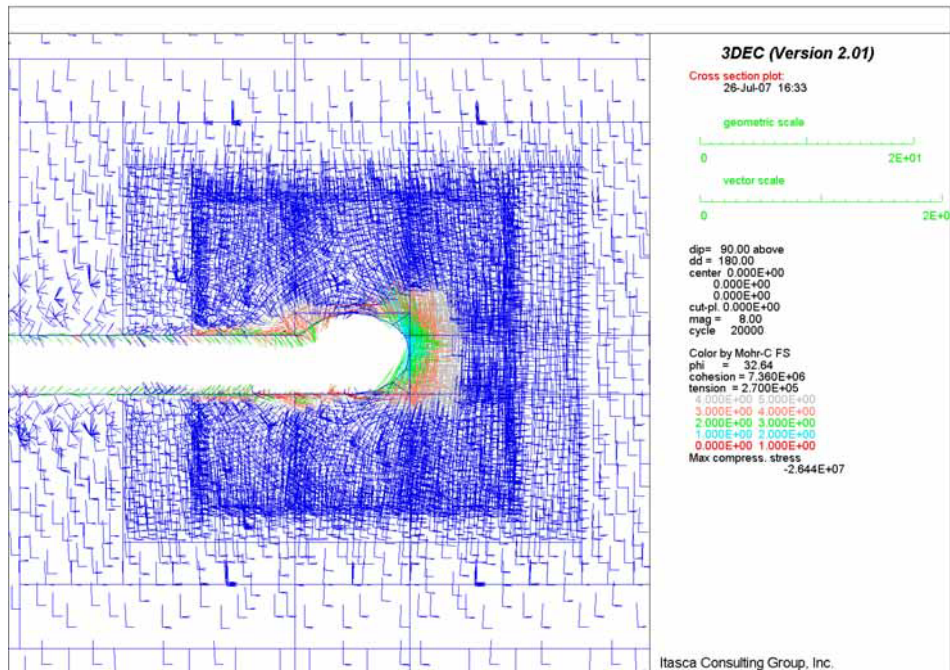 3DEC (Version 2.01)
Cross section plot:
26-Jul-07 16:33
geometric scale
0 2E+01
vector scale
0 2E+0
dip= 90.00 above
dd = 180.00
center 0.000E+00
0.000E+00
0.000E+00
cut-pl. 0.000E+00
mag = 8.00
cycle 20000
Color by Mohr-C FS
phi = 32.64
cohesion = 7.360E+06
tension = 2.700E+05
4.000E+00 5.000E+00
3.000E+00 4.000E+00
2.000E+00 3.000E+00
1.000E+00 2.000E+00
0.000E+00 1.000E+00
Max compress. stress
-2.644E+07
Itasca Consulting Group, Inc.